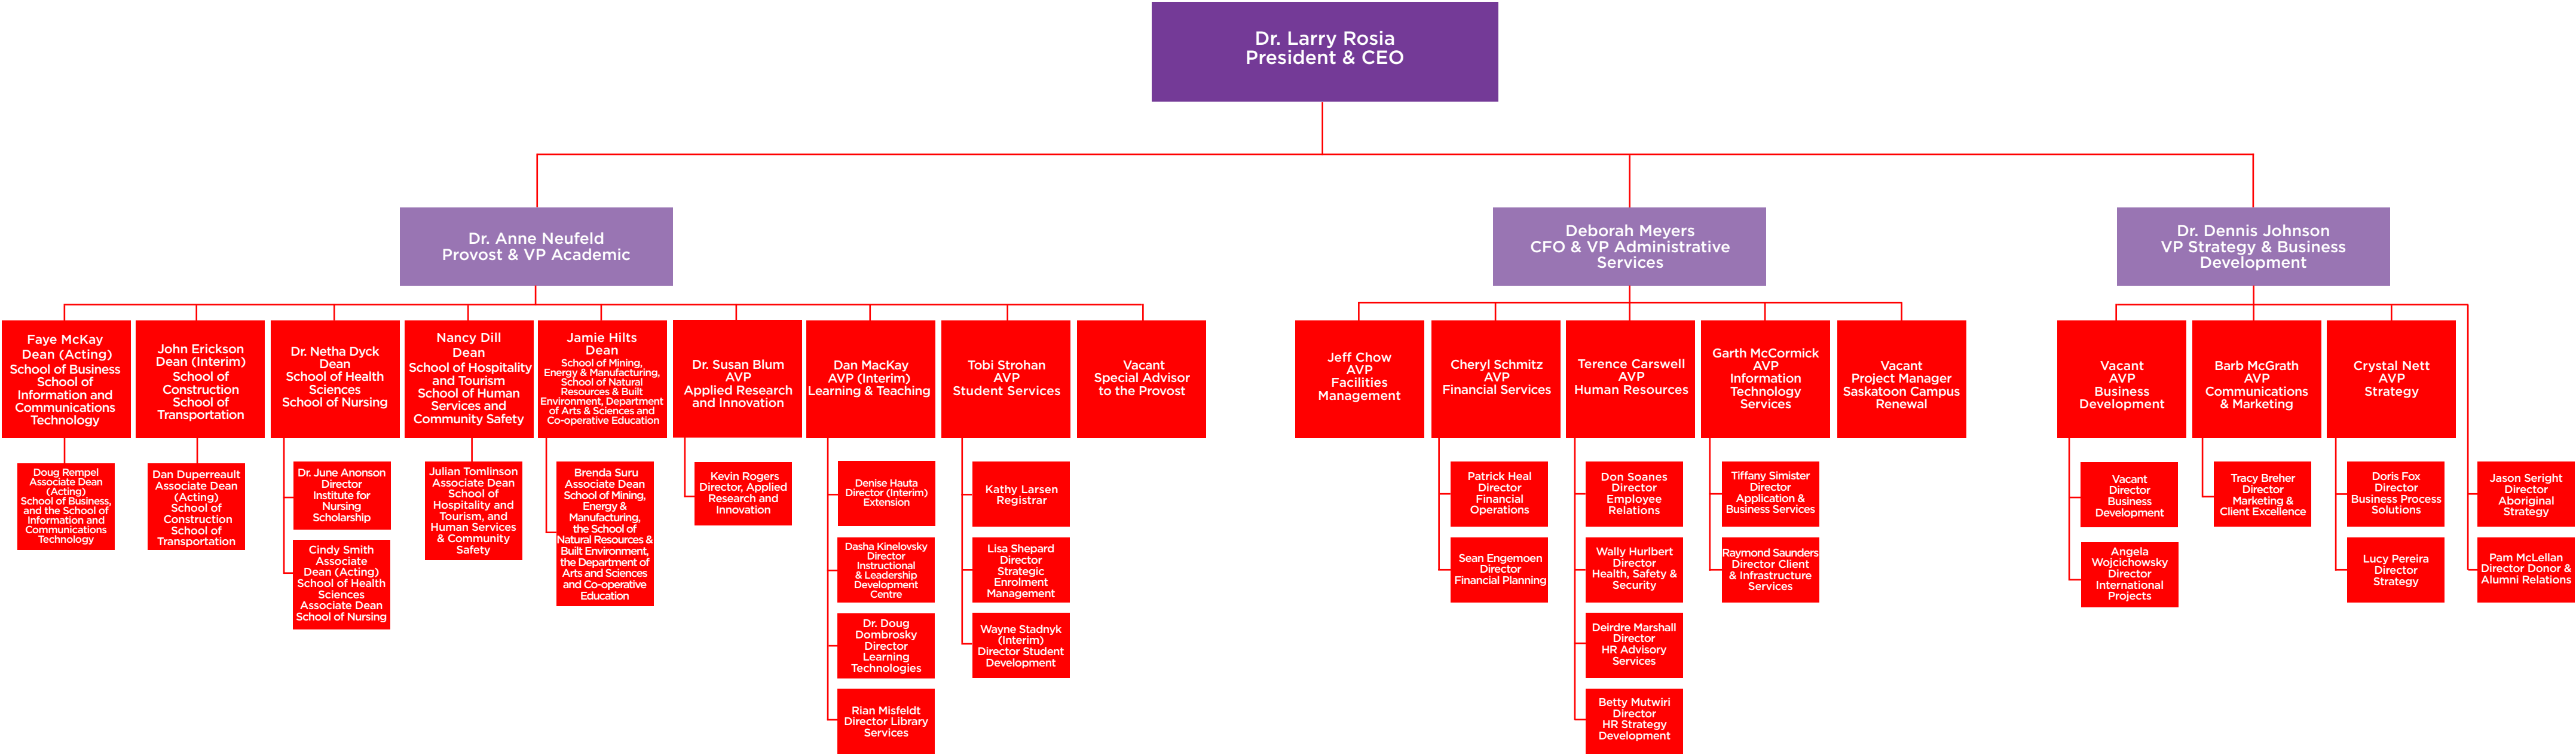 Dr. Larry Rosia
President & CEO
Dr. Anne Neufeld
Provost & VP Academic
Deborah Meyers
CFO & VP Administrative
Services
Dr. Dennis Johnson
VP Strategy & Business
Development
Faye McKay
Dean (Acting)
School of Business
School of
Information and
Communications
Technology
John Erickson
Dean (Interim)
School of
Construction
School of
Transportation
Dr. Netha Dyck
Dean
School of Health
Sciences
School of Nursing
Nancy Dill
Dean
School of Hospitality
and Tourism
School of Human
Services and
Community Safety
Jamie Hilts
Dean
School of Mining,
Energy & Manufacturing,
School of Natural
Resources & Built
Environment, Department
of Arts & Sciences and
Co-operative Education
Dr. Susan Blum
AVP
Applied Research
and Innovation
Dan MacKay
AVP (Interim)
Learning & Teaching
Tobi Strohan
AVP
Student Services
Vacant
Special Advisor
to the Provost
Jeff Chow
AVP
Facilities
Management
Cheryl Schmitz
AVP
Financial Services
Terence Carswell
AVP
Human Resources
Garth McCormick
AVP
Information
Technology
Services
Vacant
Project Manager
Saskatoon Campus
Renewal
Vacant
AVP
Business
Development
Barb McGrath
AVP
Communications
& Marketing
Crystal Nett
AVP
Strategy
Doug Rempel
Associate Dean
(Acting)
School of Business,
and the School of
Information and
Communications
Technology
Dan Duperreault
Associate Dean
(Acting)
School of
Construction
School of
Transportation
Dr. June Anonson
Director
Institute for
Nursing
Scholarship
Cindy Smith
Associate
Dean (Acting)
School of Health
Sciences
Associate Dean
School of Nursing
Julian Tomlinson
Associate Dean
School of
Hospitality and
Tourism, and
Human Services
& Community
Safety
Brenda Suru
Associate Dean
School of Mining,
Energy &
Manufacturing,
the School of
Natural Resources &
Built Environment,
the Department of
Arts and Sciences
and Co-operative
Education
Kevin Rogers
Director, Applied
Research and
Innovation
Denise Hauta
Director (Interim)
Extension
Dasha Kinelovsky
Director
Instructional
& Leadership
Development
Centre
Dr. Doug
Dombrosky
Director
Learning
Technologies
Rian Misfeldt
Director Library
Services
Kathy Larsen
Registrar
Lisa Shepard
Director
Strategic
Enrolment
Management
Wayne Stadnyk
(Interim)
Director Student
Development
Patrick Heal
Director
Financial
Operations
Sean Engemoen
Director
Financial Planning
Don Soanes
Director
Employee
Relations
Wally Hurlbert
Director
Health, Safety &
Security
Deirdre Marshall
Director
HR Advisory
Services
Betty Mutwiri
Director
HR Strategy
Development
Tiffany Simister
Director
Application &
Business Services
Raymond Saunders
Director Client
& Infrastructure
Services
Vacant
Director
Business
Development
Angela
Wojcichowsky
Director
International
Projects
Tracy Breher
Director
Marketing &
Client Excellence
Doris Fox
Director
Business Process
Solutions
Lucy Pereira
Director
Strategy
Jason Seright
Director
Aboriginal
Strategy
Pam McLellan
Director Donor &
Alumni Relations